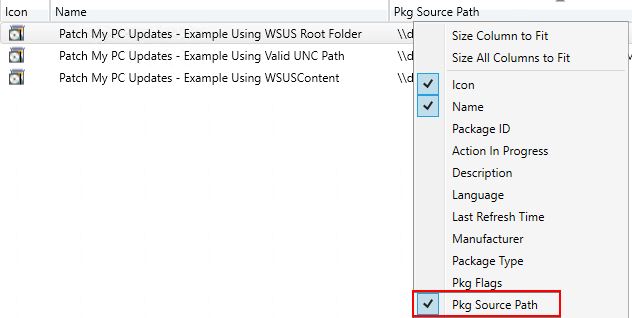 Icon Name Pkg Source Path
Patch My PC Updates - Example Using WSUS Root Folder \\d
Patch My PC Updates - Example Using Valid UNC Path \\d
Patch My PC Updates - Example Using WSUSContent \\d
Size Column to Fit
Size All Columns to Fit
Icon
Name
Package ID
Action In Progress
Description
Language
Last Refresh Time
Manufacturer
Package Type
Pkg Flags
Pkg Source Path